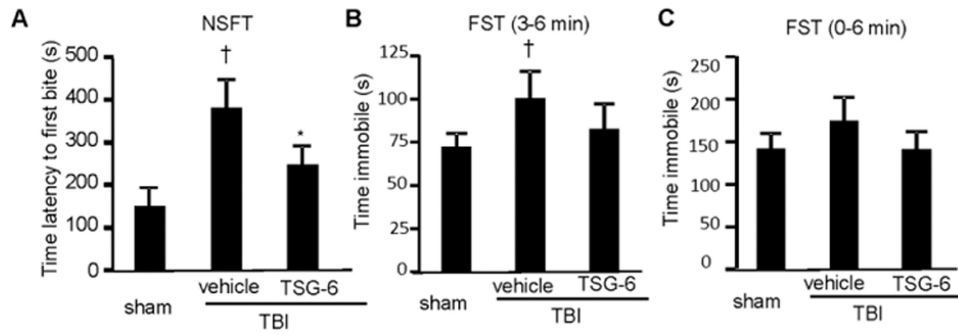 A
NSFT
Time latency to first bite (s)
500
400
300
200
100
0
†
*
sham
vehicle
TSG-6
TBI
B
FST (3-6 min)
Time immobile (s)
125
100
75
50
25
0
†
sham
vehicle
TSG-6
TBI
C
FST (0-6 min)
Time immobile (s)
250
200
150
100
50
0
sham
vehicle
TSG-6
TBI